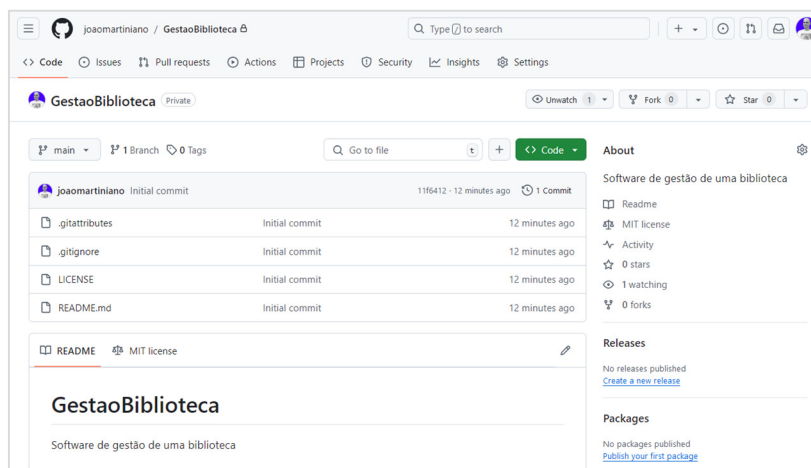 joaomartiniano / GestaoBiblioteca
Type / to search
Code Issues Pull requests Actions Projects Security Insights Settings
GestaoBiblioteca Private
Unwatch 1 Fork 0 Star 0
main 1 Branch 0 Tags
Go to file t
Code
joaomartiniano Initial commit 11f6412 · 12 minutes ago 1 Commit
.gitattributes Initial commit 12 minutes ago
.gitignore Initial commit 12 minutes ago
LICENSE Initial commit 12 minutes ago
README.md Initial commit 12 minutes ago
README MIT license
GestaoBiblioteca
Software de gestão de uma biblioteca
About
Software de gestão de uma biblioteca
Readme
MIT license
Activity
0 stars
1 watching
0 forks
Releases
No releases published
Create a new release
Packages
No packages published
Publish your first package